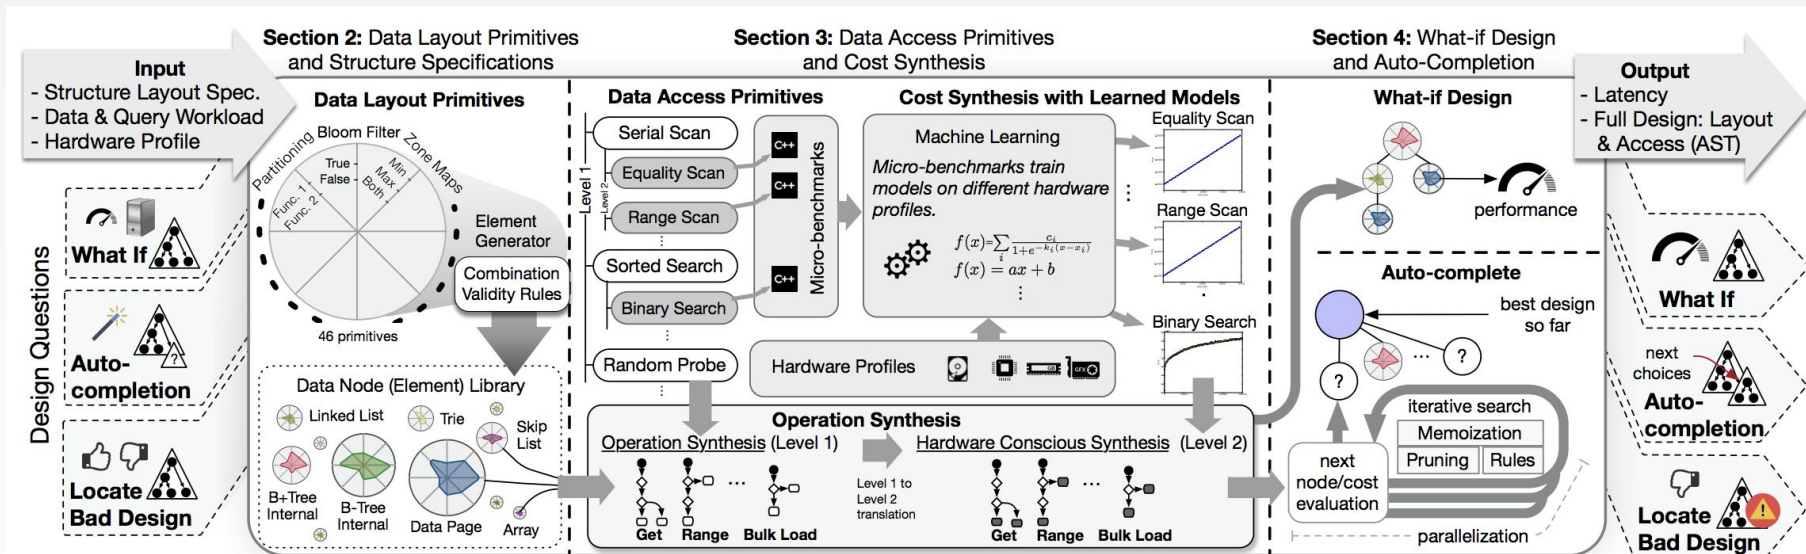 Section 2: Data Layout Primitives
and Structure Specifications
Section 3: Data Access Primitives
and Cost Synthesis
Section 4: What-if Design
and Auto-Completion
Input
- Structure Layout Spec.
- Data & Query Workload
- Hardware Profile
Design Questions
What If
Auto-
completion
?
Locate
Bad Design
Data Layout Primitives
Partitioning
Bloom Filter
Zone Maps
Func. 1
Func. 2
...
True
False
Min
Max
Both
...
46 primitives
Element
Generator
Combination
Validity Rules
Data Node (Element) Library
Linked List
Trie
Skip
List
B+Tree
Internal
B-Tree
Internal
Data Page
Array
Data Access Primitives
Level 1
Level 2
Serial Scan
Equality Scan
Range Scan
...
Sorted Search
Binary Search
...
Random Probe
...
C++
C++
C++
Micro-benchmarks
Cost Synthesis with Learned Models
Machine Learning
Micro-benchmarks train
models on different hardware
profiles.
f(x)=∑_i c_i/(1+e^{-k_i(x-x_i)})
f(x) = ax + b
⋮
Hardware Profiles
GB
GFX
Equality Scan
⋮
Range Scan
Binary Search
Operation Synthesis
Operation Synthesis (Level 1)
Get Range ... Bulk Load
Level 1 to
Level 2
translation
Hardware Conscious Synthesis (Level 2)
Get Range ... Bulk Load
What-if Design
performance
Auto-complete
best design
so far
...
?
?
iterative search
Memoization
Pruning
Rules
next
node/cost
evaluation
parallelization
Output
- Latency
- Full Design: Layout
& Access (AST)
What If
next
choices
Auto-
completion
Locate
Bad Design